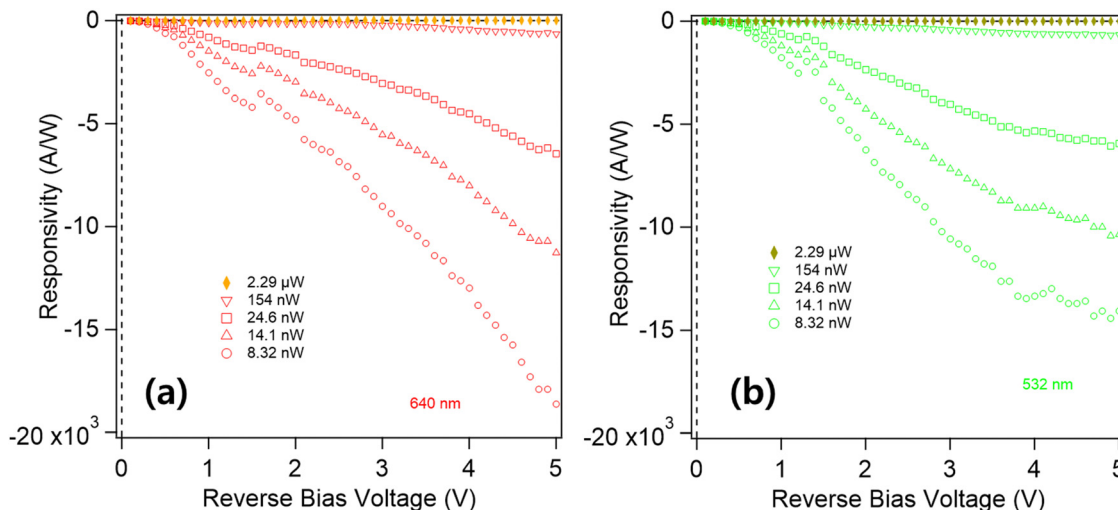 0
-5
-10
-15
-20 x10³
Responsivity (A/W)
2.29 µW
154 nW
24.6 nW
14.1 nW
8.32 nW
(a)
640 nm
0 1 2 3 4 5
Reverse Bias Voltage (V)
0
-5
-10
-15
-20 x10³
Responsivity (A/W)
2.29 µW
154 nW
24.6 nW
14.1 nW
8.32 nW
(b)
532 nm
0 1 2 3 4 5
Reverse Bias Voltage (V)